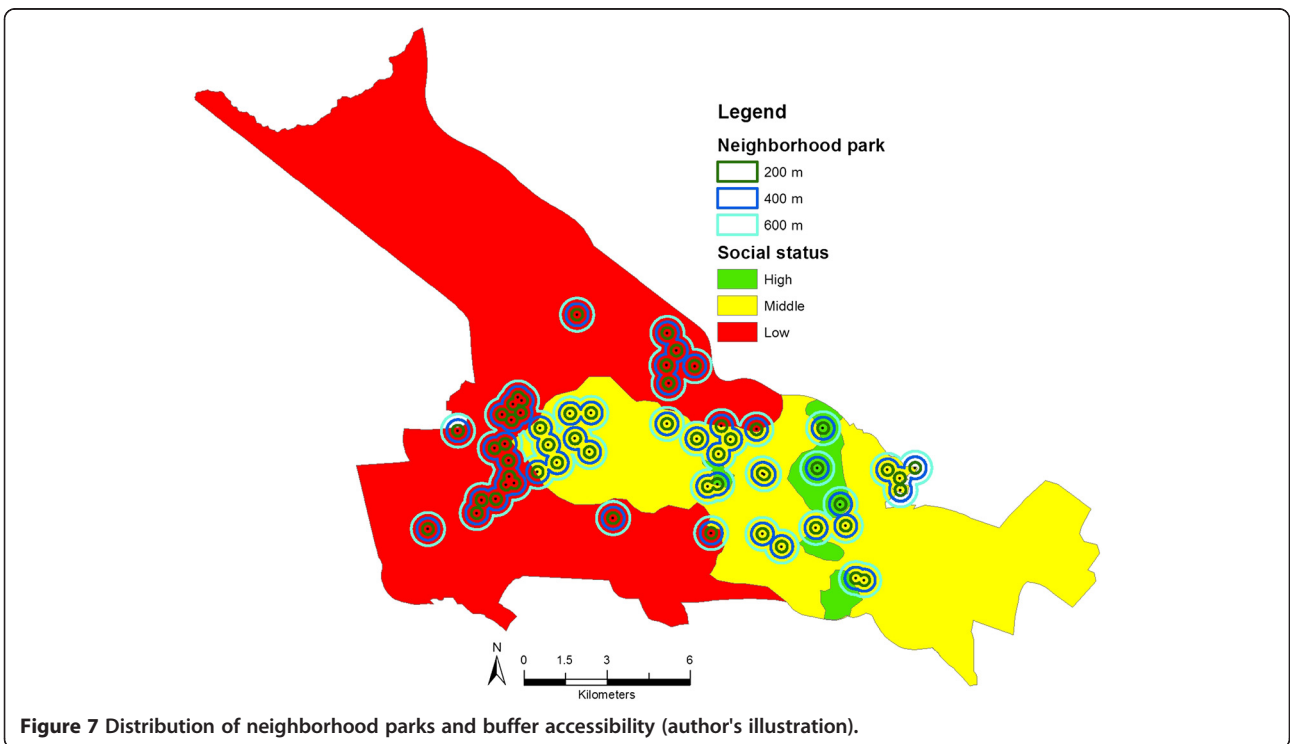 Legend
Neighborhood park
200 m
400 m
600 m
Social status
High
Middle
Low
N
0 1.5 3 6
Kilometers
Figure 7 Distribution of neighborhood parks and buffer accessibility (author's illustration).